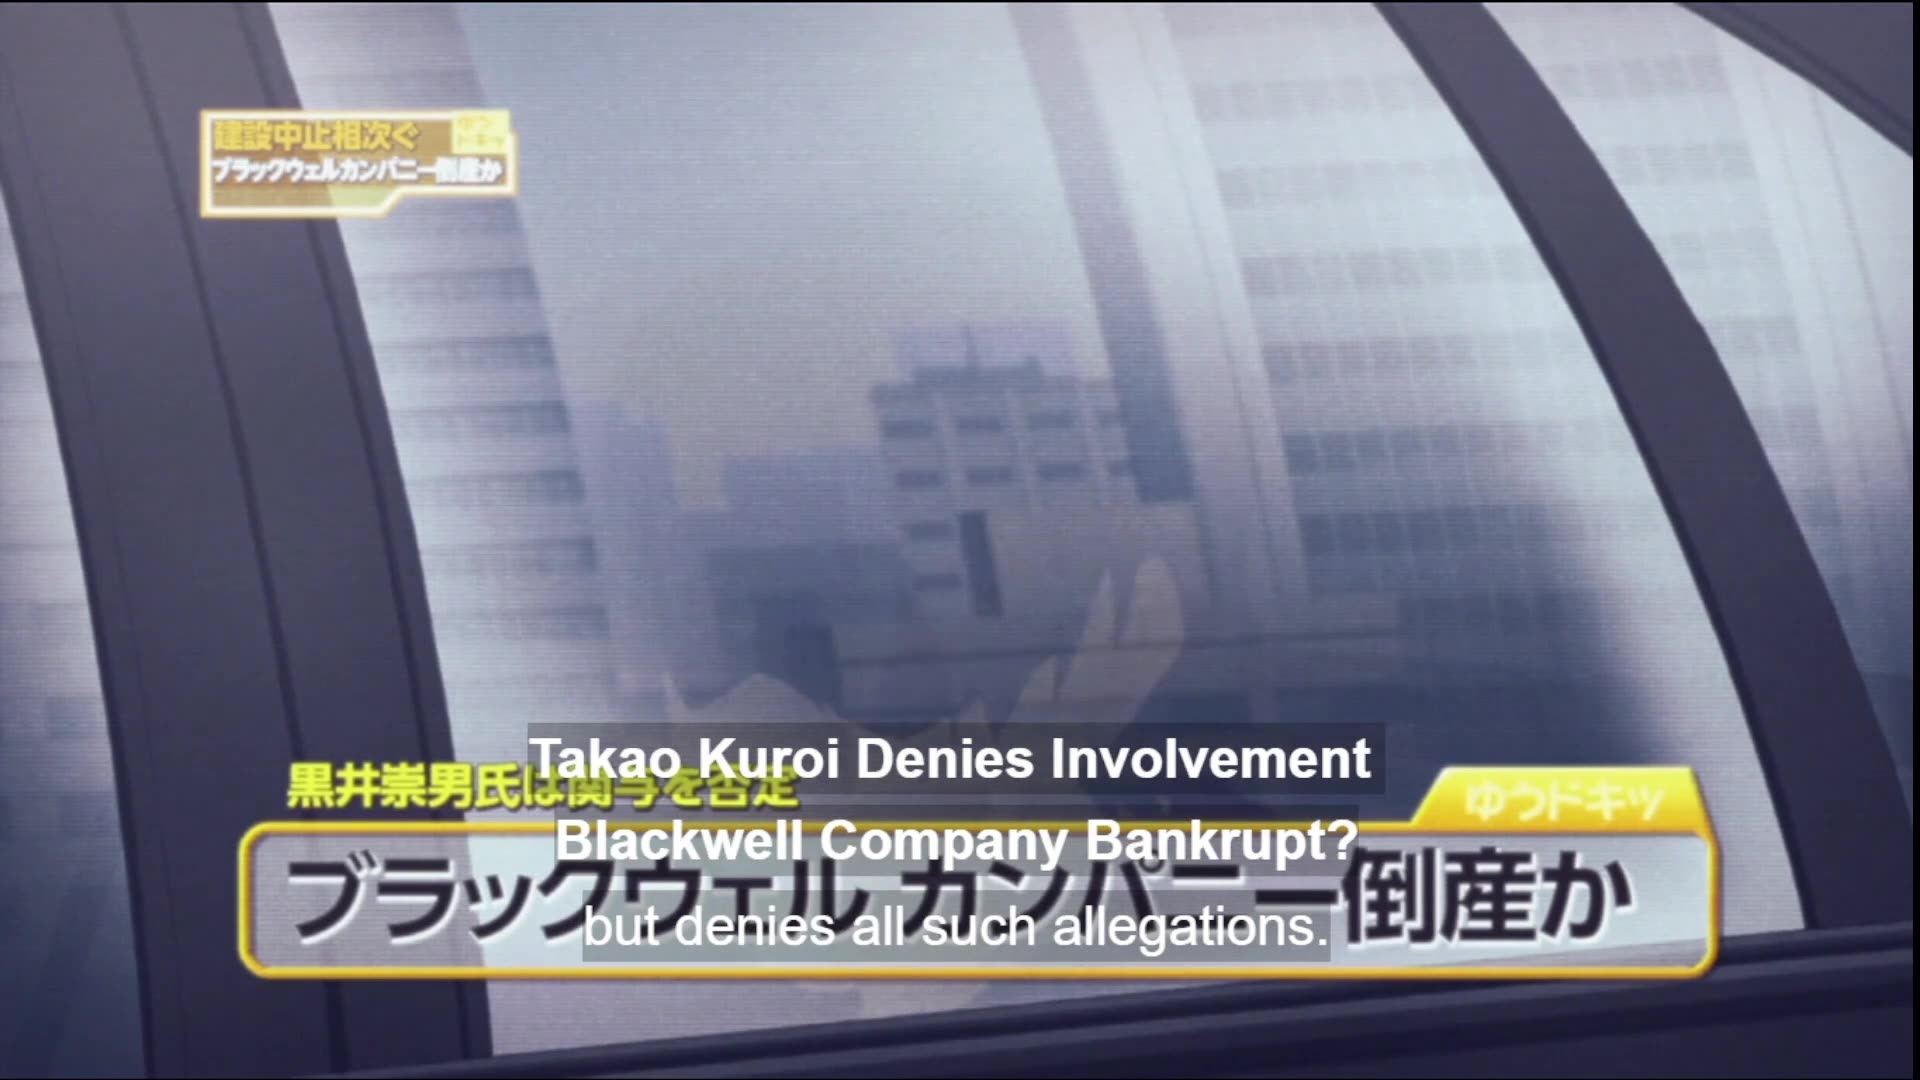 建設中止相次ぐ
ゆう
ドキッ
ブラックウェルカンパニー倒産か
黒井崇男氏は関与を否定
ゆうドキッ
ブラックウェルカンパニー倒産か
Takao Kuroi Denies Involvement
Blackwell Company Bankrupt?
but denies all such allegations.